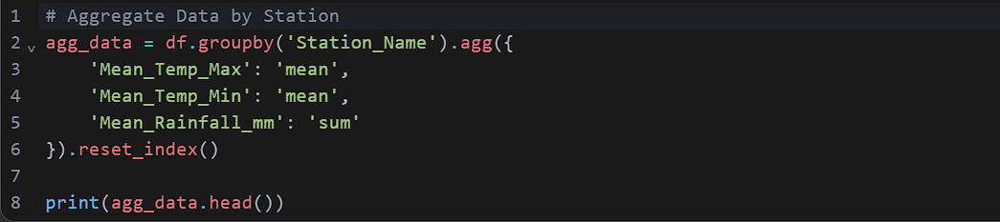 1 # Aggregate Data by Station
2 agg_data = df.groupby('Station_Name').agg({
3     'Mean_Temp_Max': 'mean',
4     'Mean_Temp_Min': 'mean',
5     'Mean_Rainfall_mm': 'sum'
6 }).reset_index()
7
8 print(agg_data.head())